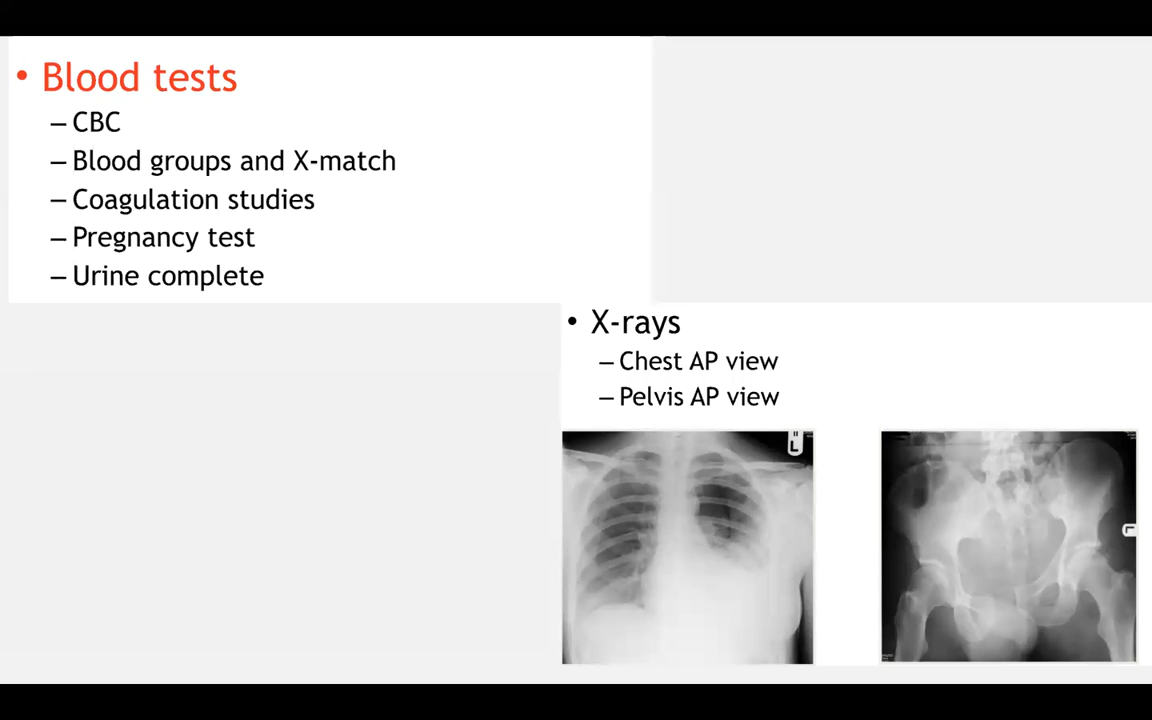 • Blood tests
– CBC
– Blood groups and X-match
– Coagulation studies
– Pregnancy test
– Urine complete
• X-rays
– Chest AP view
– Pelvis AP view
L
L